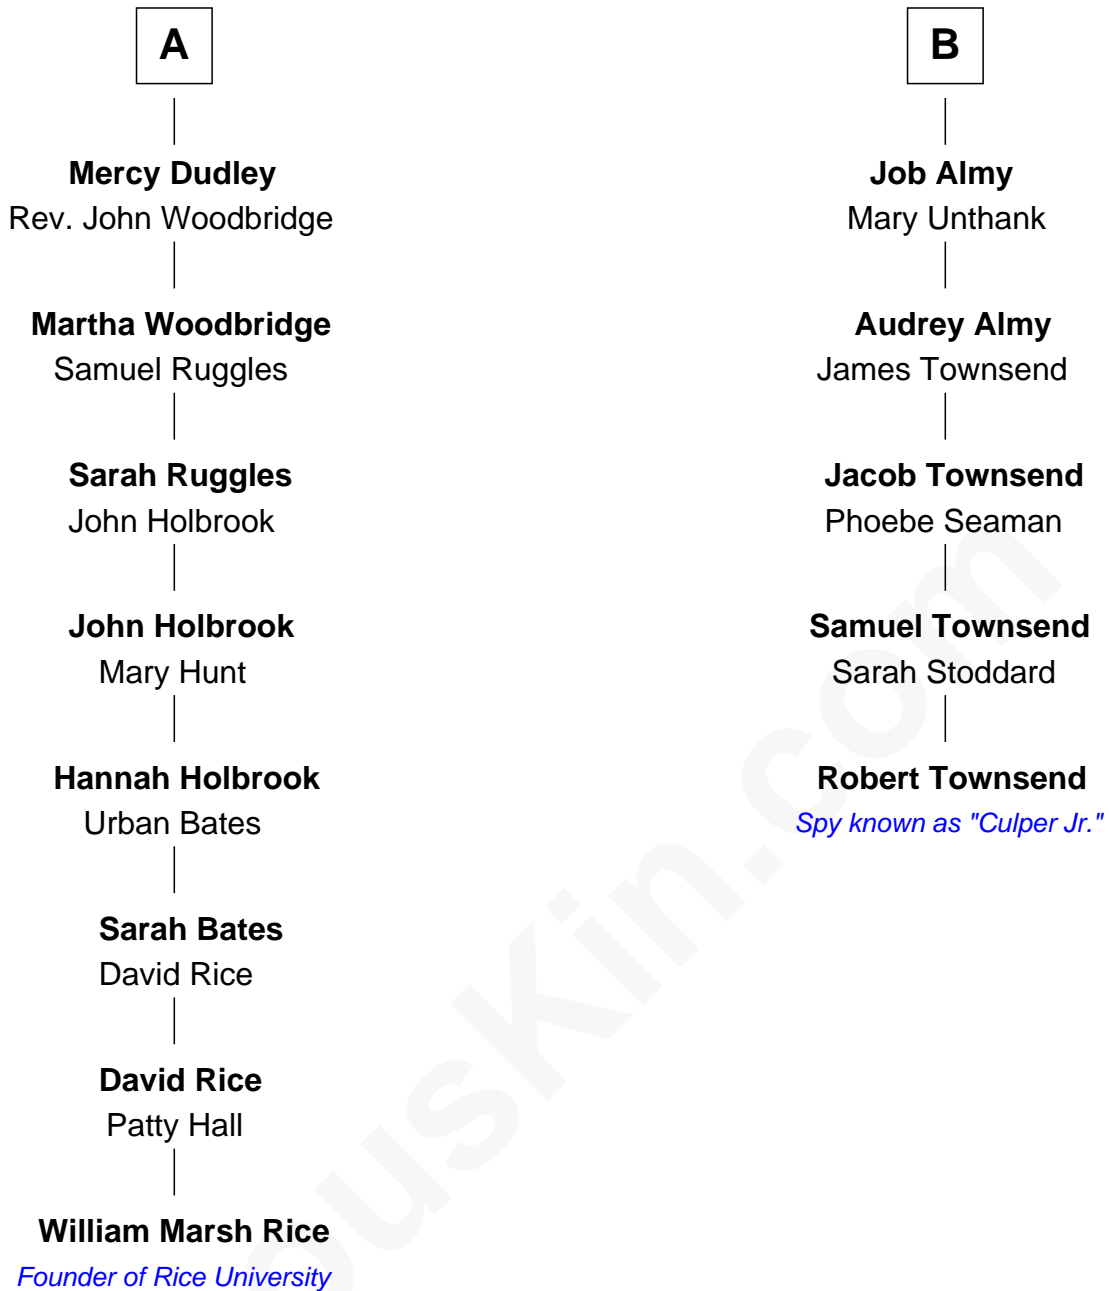 A
Mercy Dudley
Rev. John Woodbridge
Martha Woodbridge
Samuel Ruggles
Sarah Ruggles
John Holbrook
John Holbrook
Mary Hunt
Hannah Holbrook
Urban Bates
Sarah Bates
David Rice
David Rice
Patty Hall
William Marsh Rice
Founder of Rice University
B
Job Almy
Mary Unthank
Audrey Almy
James Townsend
Jacob Townsend
Phoebe Seaman
Samuel Townsend
Sarah Stoddard
Robert Townsend
Spy known as "Culper Jr."
ousKin.com